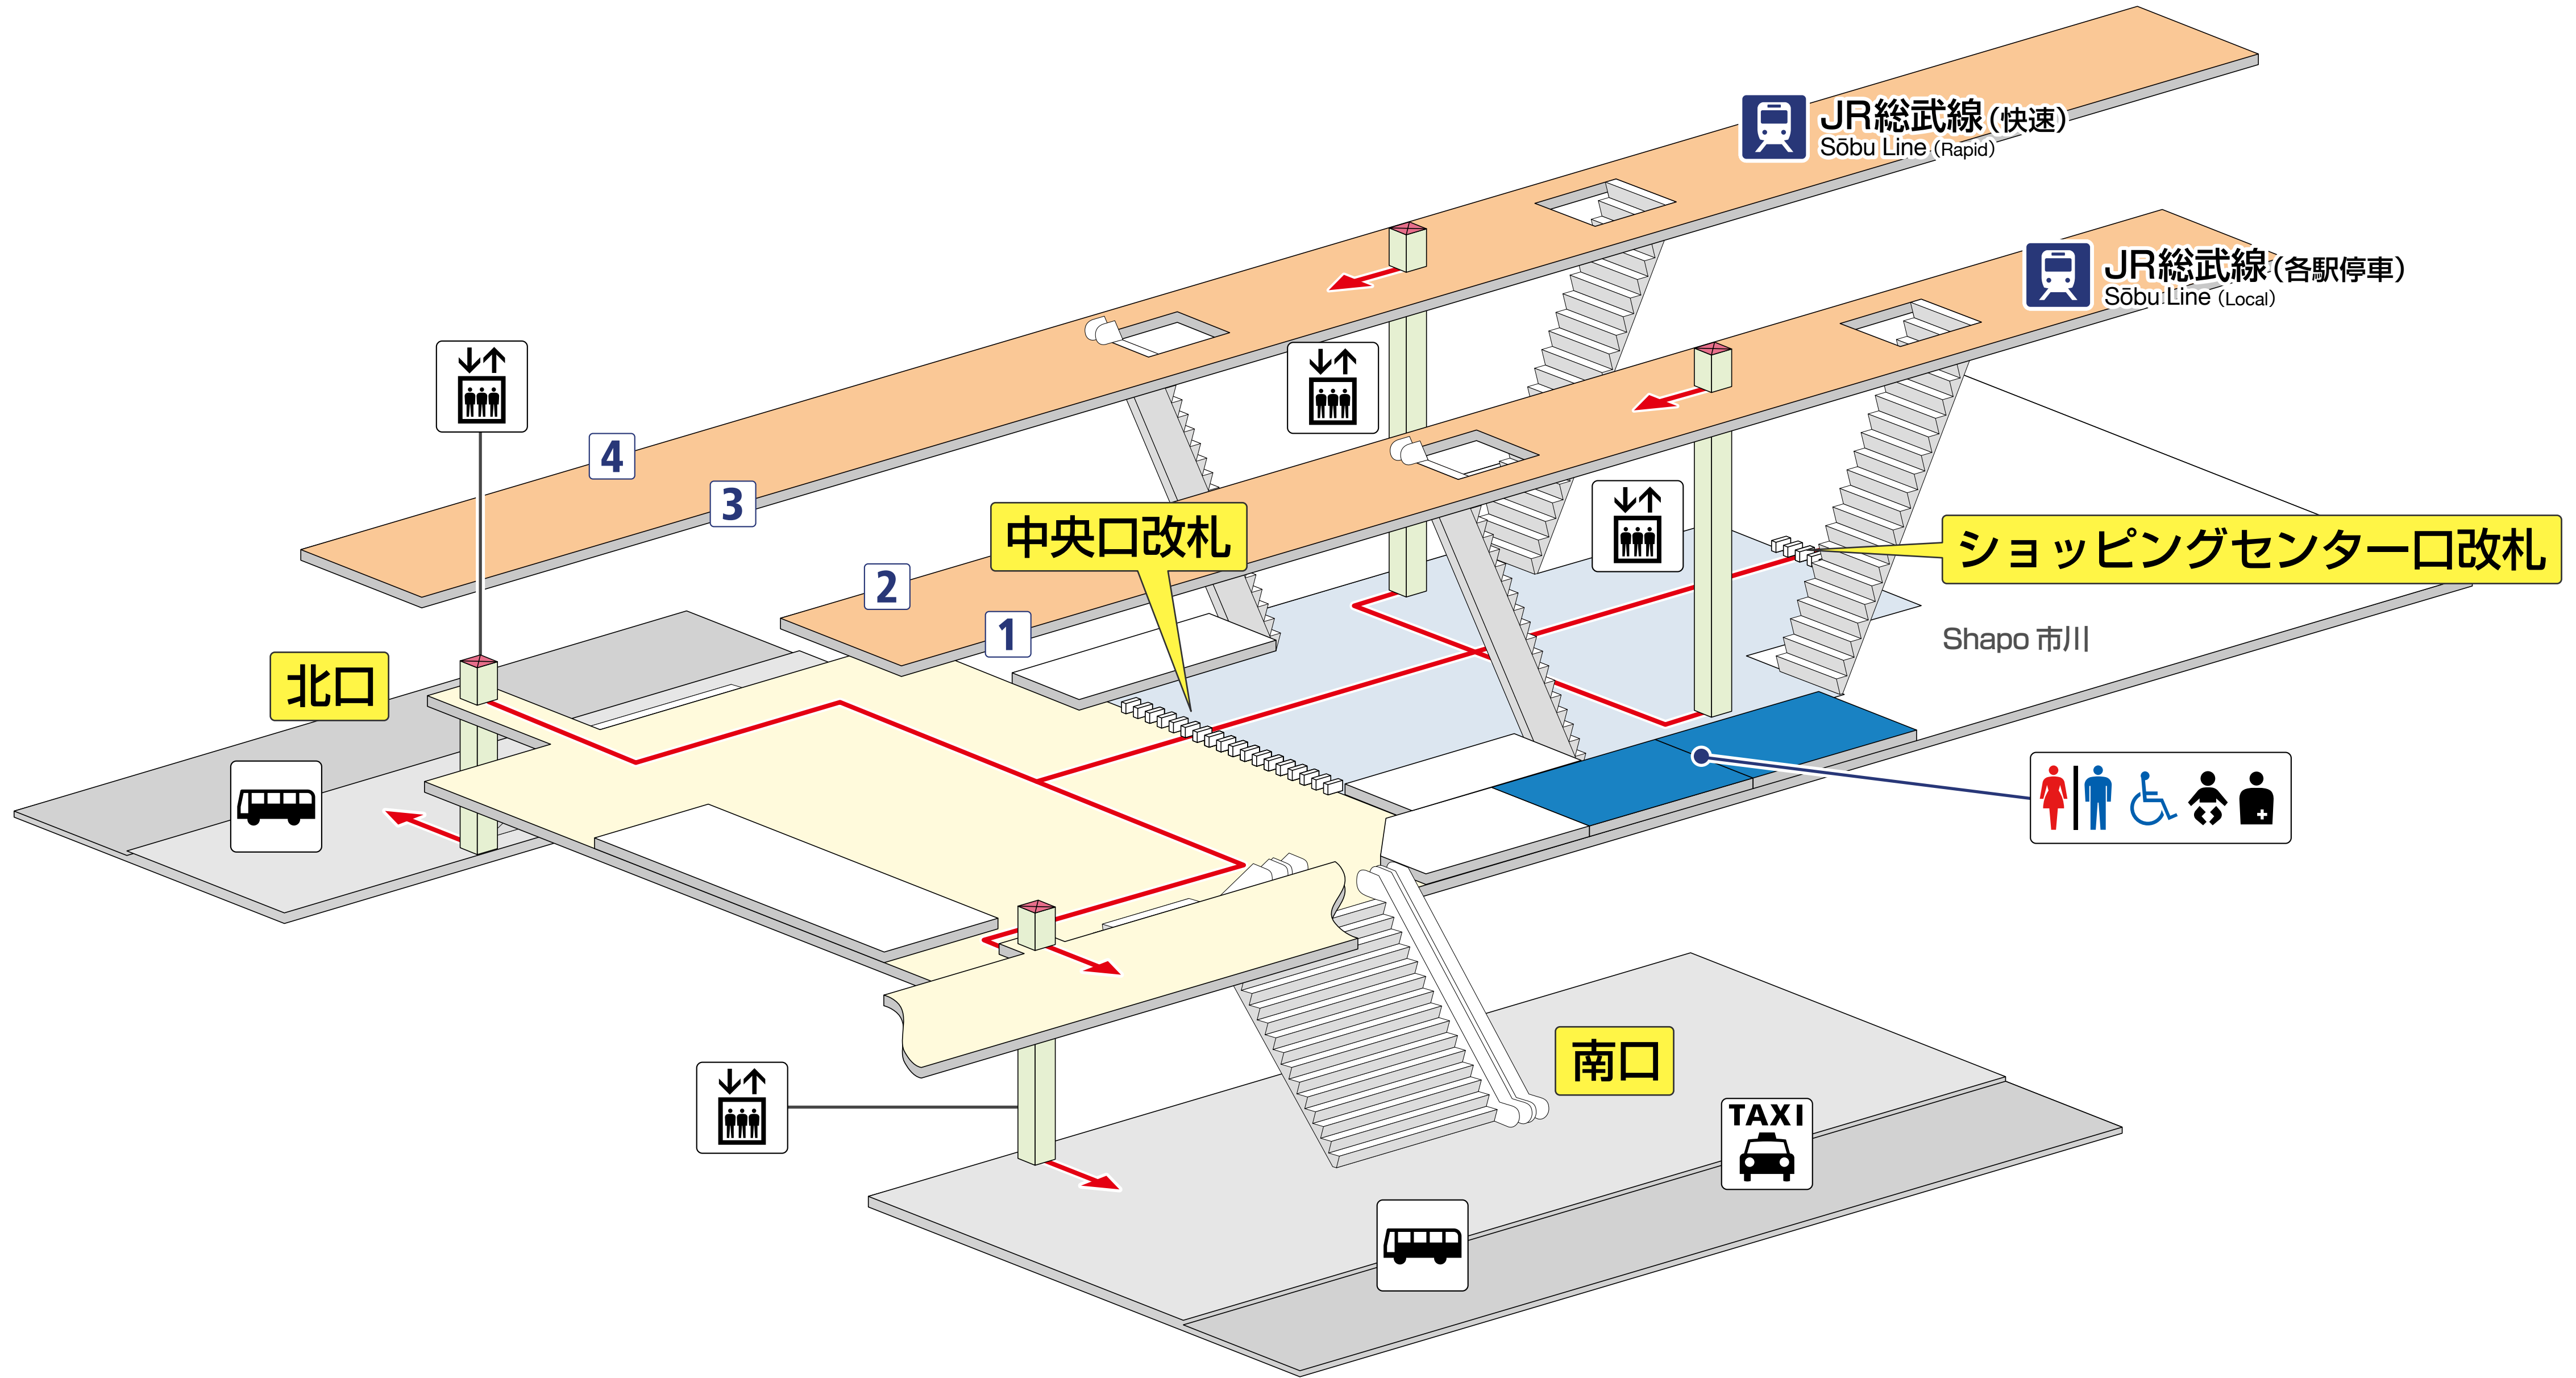 JR総武線(快速)
Sōbu Line (Rapid)
JR総武線(各駅停車)
Sōbu Line (Local)
4
3
2
1
中央口改札
ショッピングセンター口改札
Shapo 市川
北口
南口
TAXI